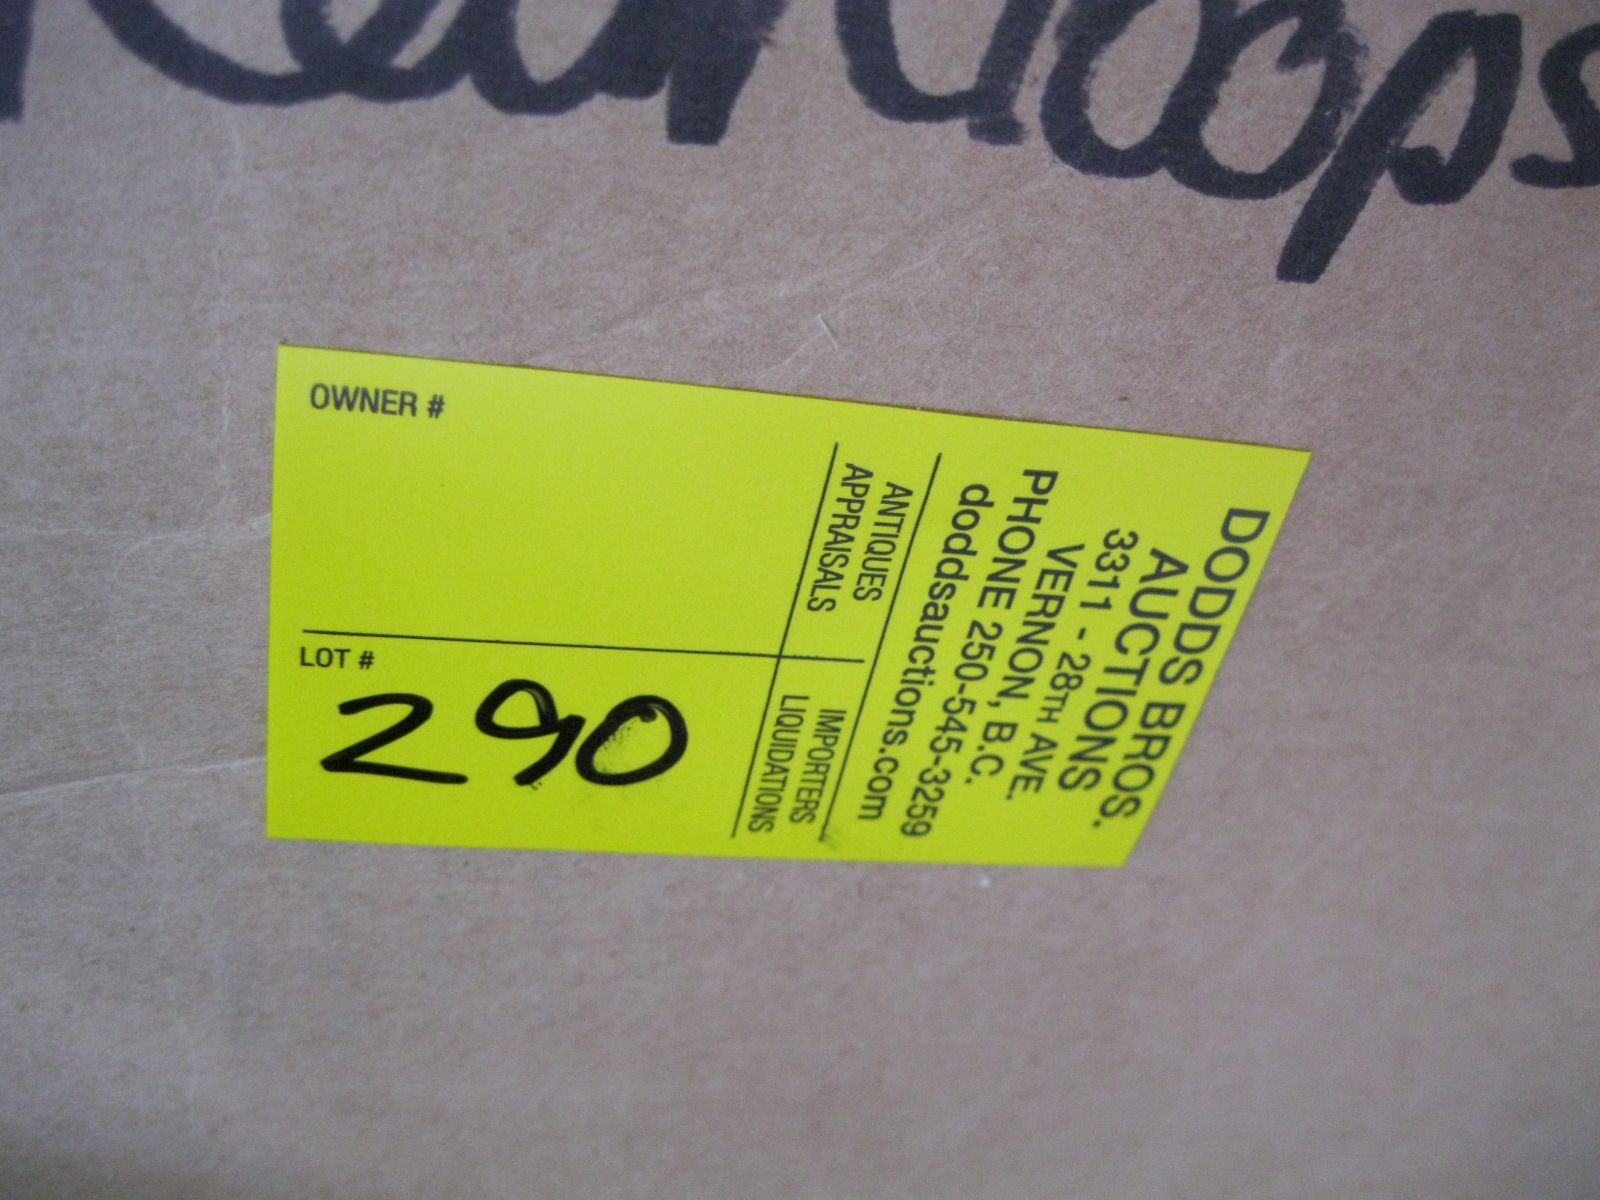 OWNER #
LOT #
290
ANTIQUES
APPRAISALS
IMPORTERS
LIQUIDATIONS
DODDS BROS.
AUCTIONS
3311 - 28TH AVE.
VERNON, B.C.
PHONE 250-545-3259
doddsauctions.com